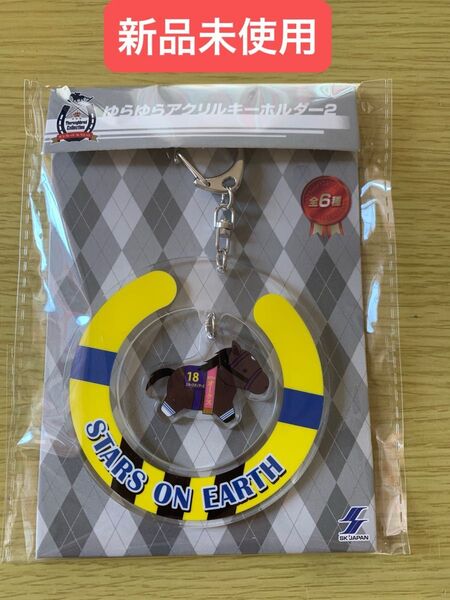 新品未使用
ゆらゆらアクリルキーホルダー2
全6種
18
STARS ON EARTH
SK JAPAN